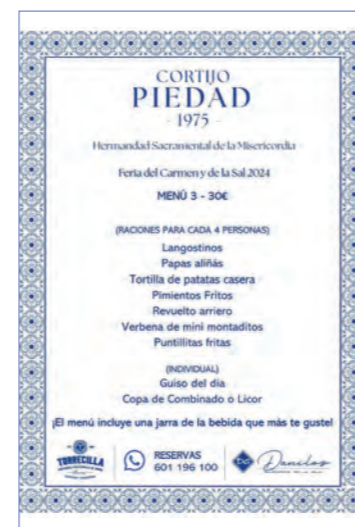 CORTIJO
PIEDAD
- 1975 -
Hermandad Sacramental de la Misericordia
Feria del Carmen y de la Sal 2024
MENÚ 3 - 30€
(RACIONES PARA CADA 4 PERSONAS)
Langostinos
Papas aliñás
Tortilla de patatas casera
Pimientos Fritos
Revuelto arriero
Verbena de mini montaditos
Puntillitas fritas
(INDIVIDUAL)
Guiso del día
Copa de Combinado o Licor
¡El menú incluye una jarra de la bebida que más te guste!
TORRECILLA
RESERVAS
601 196 100
Danilos